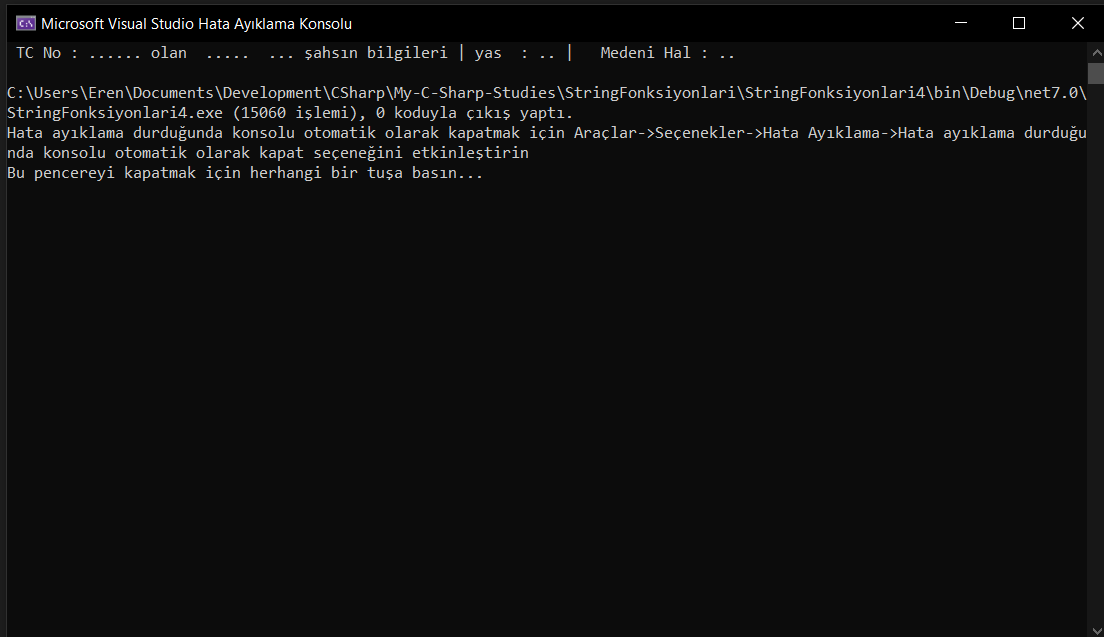 Microsoft Visual Studio Hata Ayıklama Konsolu
TC No : ...... olan  .....  ... şahsın bilgileri | yas  : .. |   Medeni Hal : ..
C:\Users\Eren\Documents\Development\CSharp\My-C-Sharp-Studies\StringFonksiyonlari\StringFonksiyonlari4\bin\Debug\net7.0\
StringFonksiyonlari4.exe (15060 işlemi), 0 koduyla çıkış yaptı.
Hata ayıklama durduğunda konsolu otomatik olarak kapatmak için Araçlar->Seçenekler->Hata Ayıklama->Hata ayıklama durduğu
nda konsolu otomatik olarak kapat seçeneğini etkinleştirin
Bu pencereyi kapatmak için herhangi bir tuşa basın...